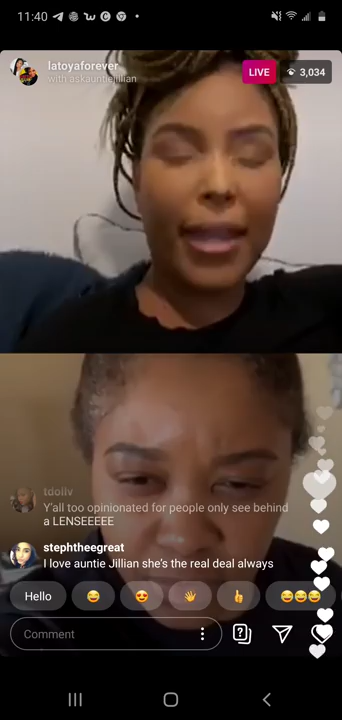 11:40
latoyaforever
with askauntiejillian
LIVE
3,034
tdoiiv
Y'all too opinionated for people only see behind
a LENSEEEEE
stephtheegreat
I love auntie Jillian she's the real deal always
Hello
Comment